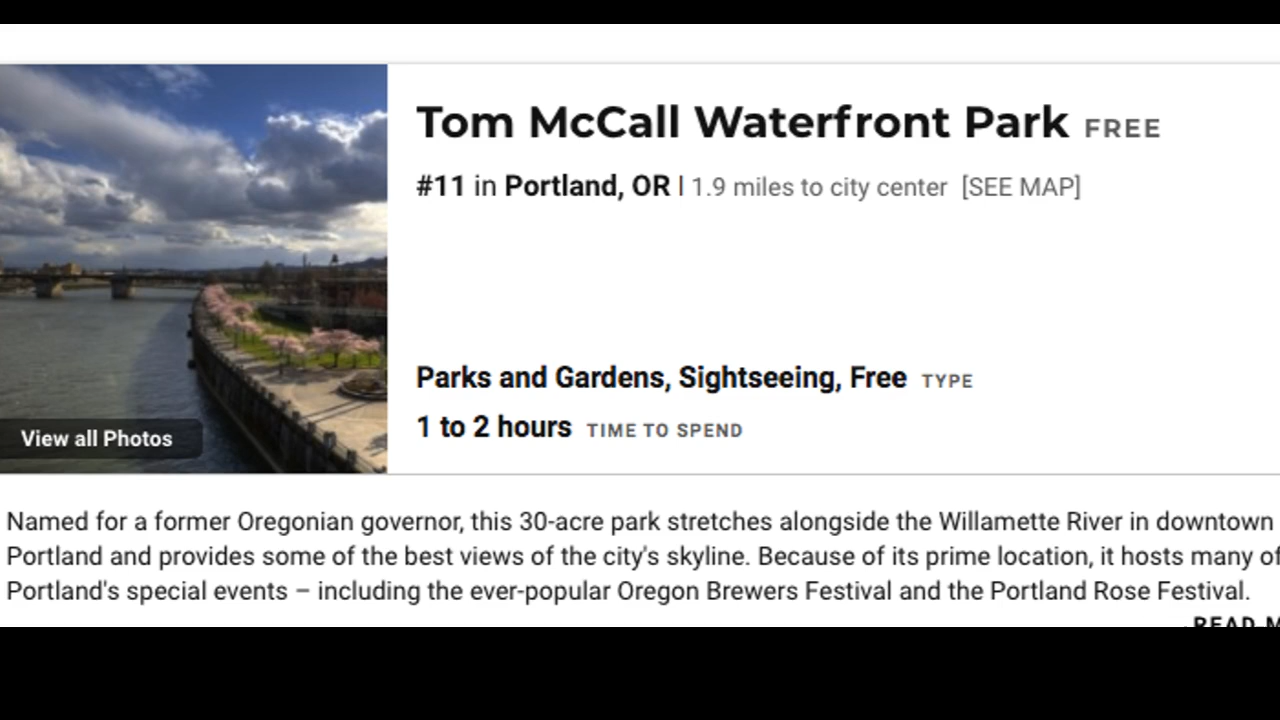 Tom McCall Waterfront Park FREE
#11 in Portland, OR | 1.9 miles to city center [SEE MAP]
Parks and Gardens, Sightseeing, Free TYPE
1 to 2 hours TIME TO SPEND
View all Photos
Named for a former Oregonian governor, this 30-acre park stretches alongside the Willamette River in downtown
Portland and provides some of the best views of the city's skyline. Because of its prime location, it hosts many of
Portland's special events – including the ever-popular Oregon Brewers Festival and the Portland Rose Festival.
READ